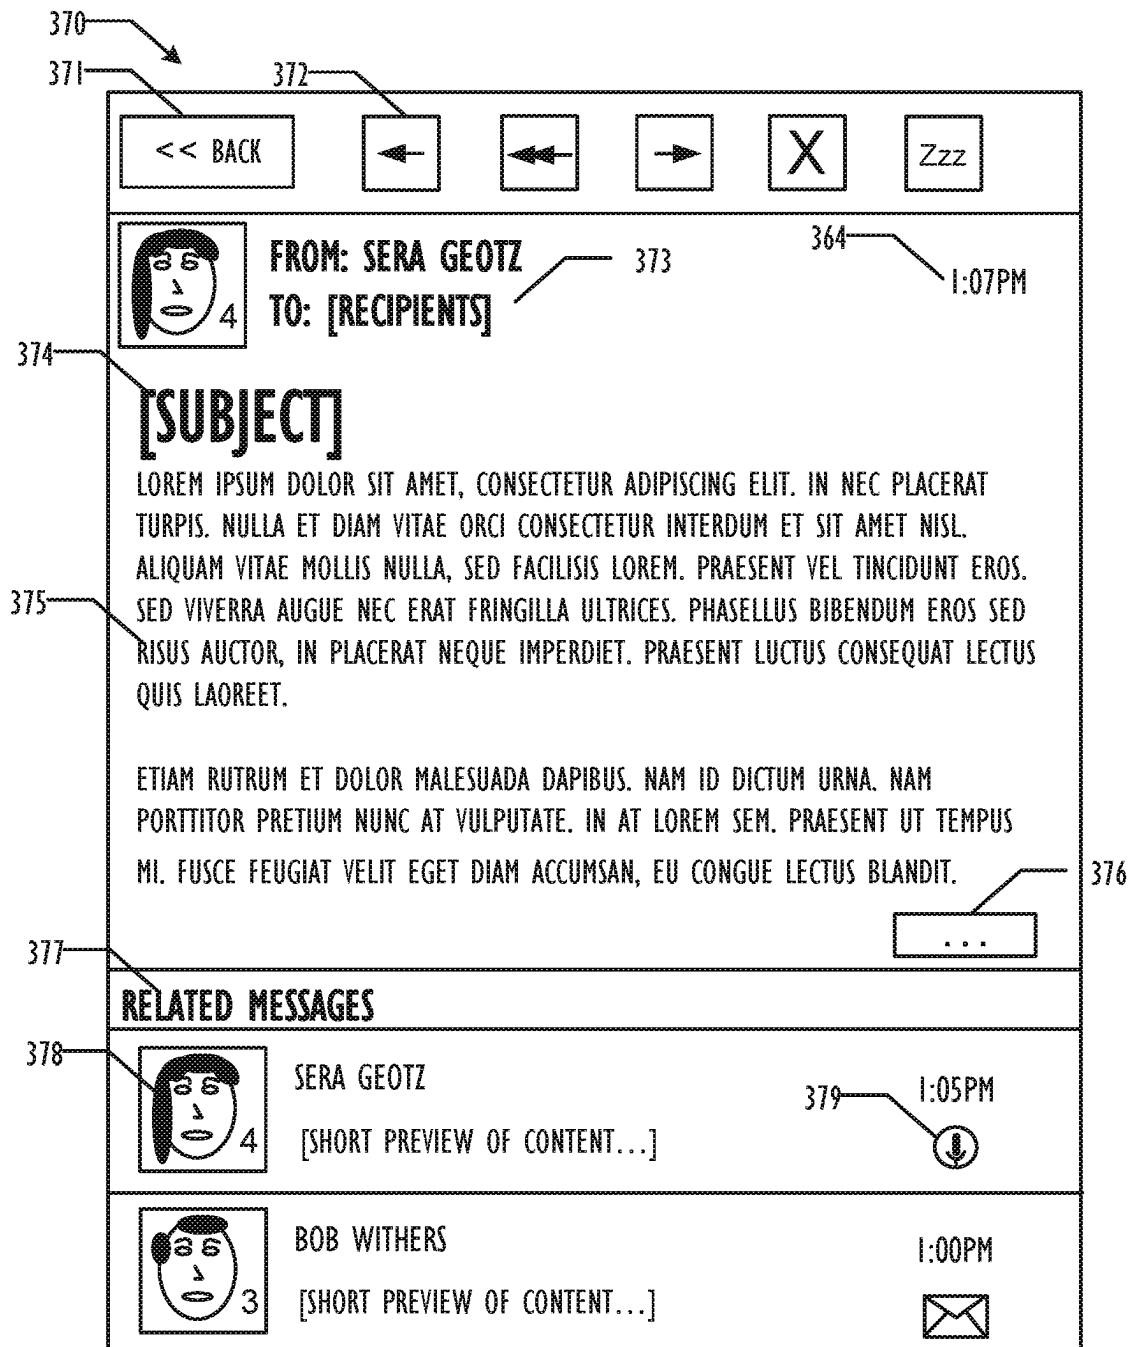 370
371
372
<< BACK
X
Zzz
FROM: SERA GEOTZ
364
373
1:07PM
TO: [RECIPIENTS]
4
374
[SUBJECT]
LOREM IPSUM DOLOR SIT AMET, CONSECTETUR ADIPISCING ELIT. IN NEC PLACERAT
TURPIS. NULLA ET DIAM VITAE ORCI CONSECTETUR INTERDUM ET SIT AMET NISL.
ALIQUAM VITAE MOLLIS NULLA, SED FACILISIS LOREM. PRAESENT VEL TINCIDUNT EROS.
375
SED VIVERRA AUGUE NEC ERAT FRINGILLA ULTRICES. PHASELLUS BIBENDUM EROS SED
RISUS AUCTOR, IN PLACERAT NEQUE IMPERDIET. PRAESENT LUCTUS CONSEQUAT LECTUS
QUIS LAOREET.
ETIAM RUTRUM ET DOLOR MALESUADA DAPIBUS. NAM ID DICTUM URNA. NAM
PORTTITOR PRETIUM NUNC AT VULPUTATE. IN AT LOREM SEM. PRAESENT UT TEMPUS
MI. FUSCE FEUGIAT VELIT EGET DIAM ACCUMSAN, EU CONGUE LECTUS BLANDIT.
376
...
377
RELATED MESSAGES
378
SERA GEOTZ
379
1:05PM
4
[SHORT PREVIEW OF CONTENT...]
BOB WITHERS
1:00PM
3
[SHORT PREVIEW OF CONTENT...]